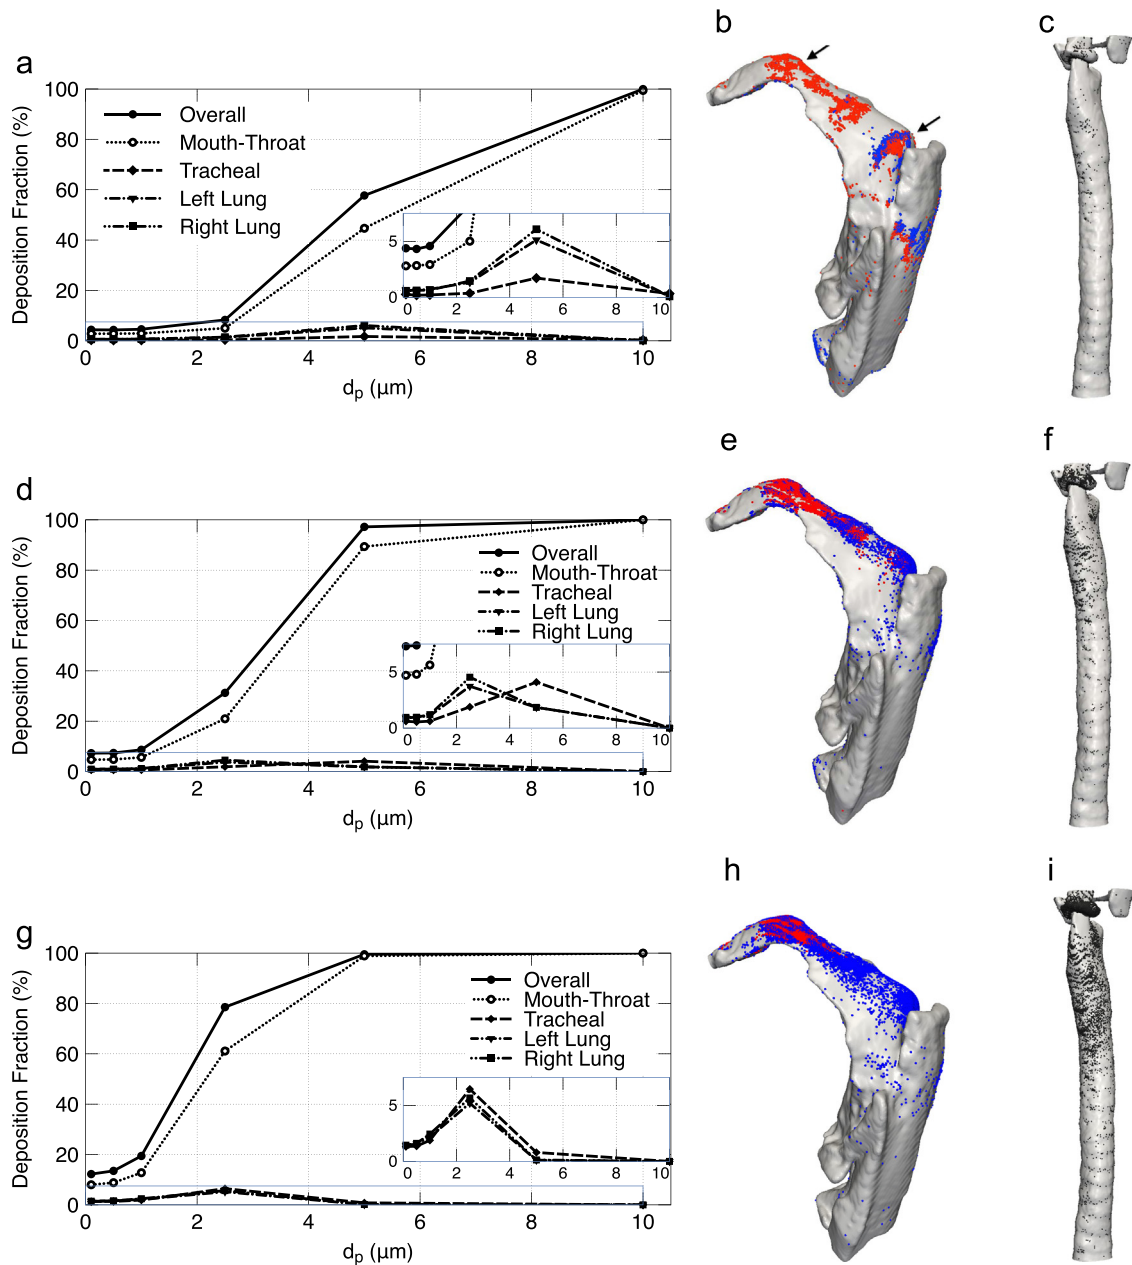 a
Deposition Fraction (%)
100
80
60
40
20
0
Overall
Mouth-Throat
Tracheal
Left Lung
Right Lung
5
0
0 2 4 6 8 10
0 2 4 6 8 10
dₚ (μm)
b
c
d
Deposition Fraction (%)
100
80
60
40
20
0
Overall
Mouth-Throat
Tracheal
Left Lung
Right Lung
5
0
0 2 4 6 8 10
0 2 4 6 8 10
dₚ (μm)
e
f
g
Deposition Fraction (%)
100
80
60
40
20
0
Overall
Mouth-Throat
Tracheal
Left Lung
Right Lung
5
0
0 2 4 6 8 10
0 2 4 6 8 10
dₚ (μm)
h
i